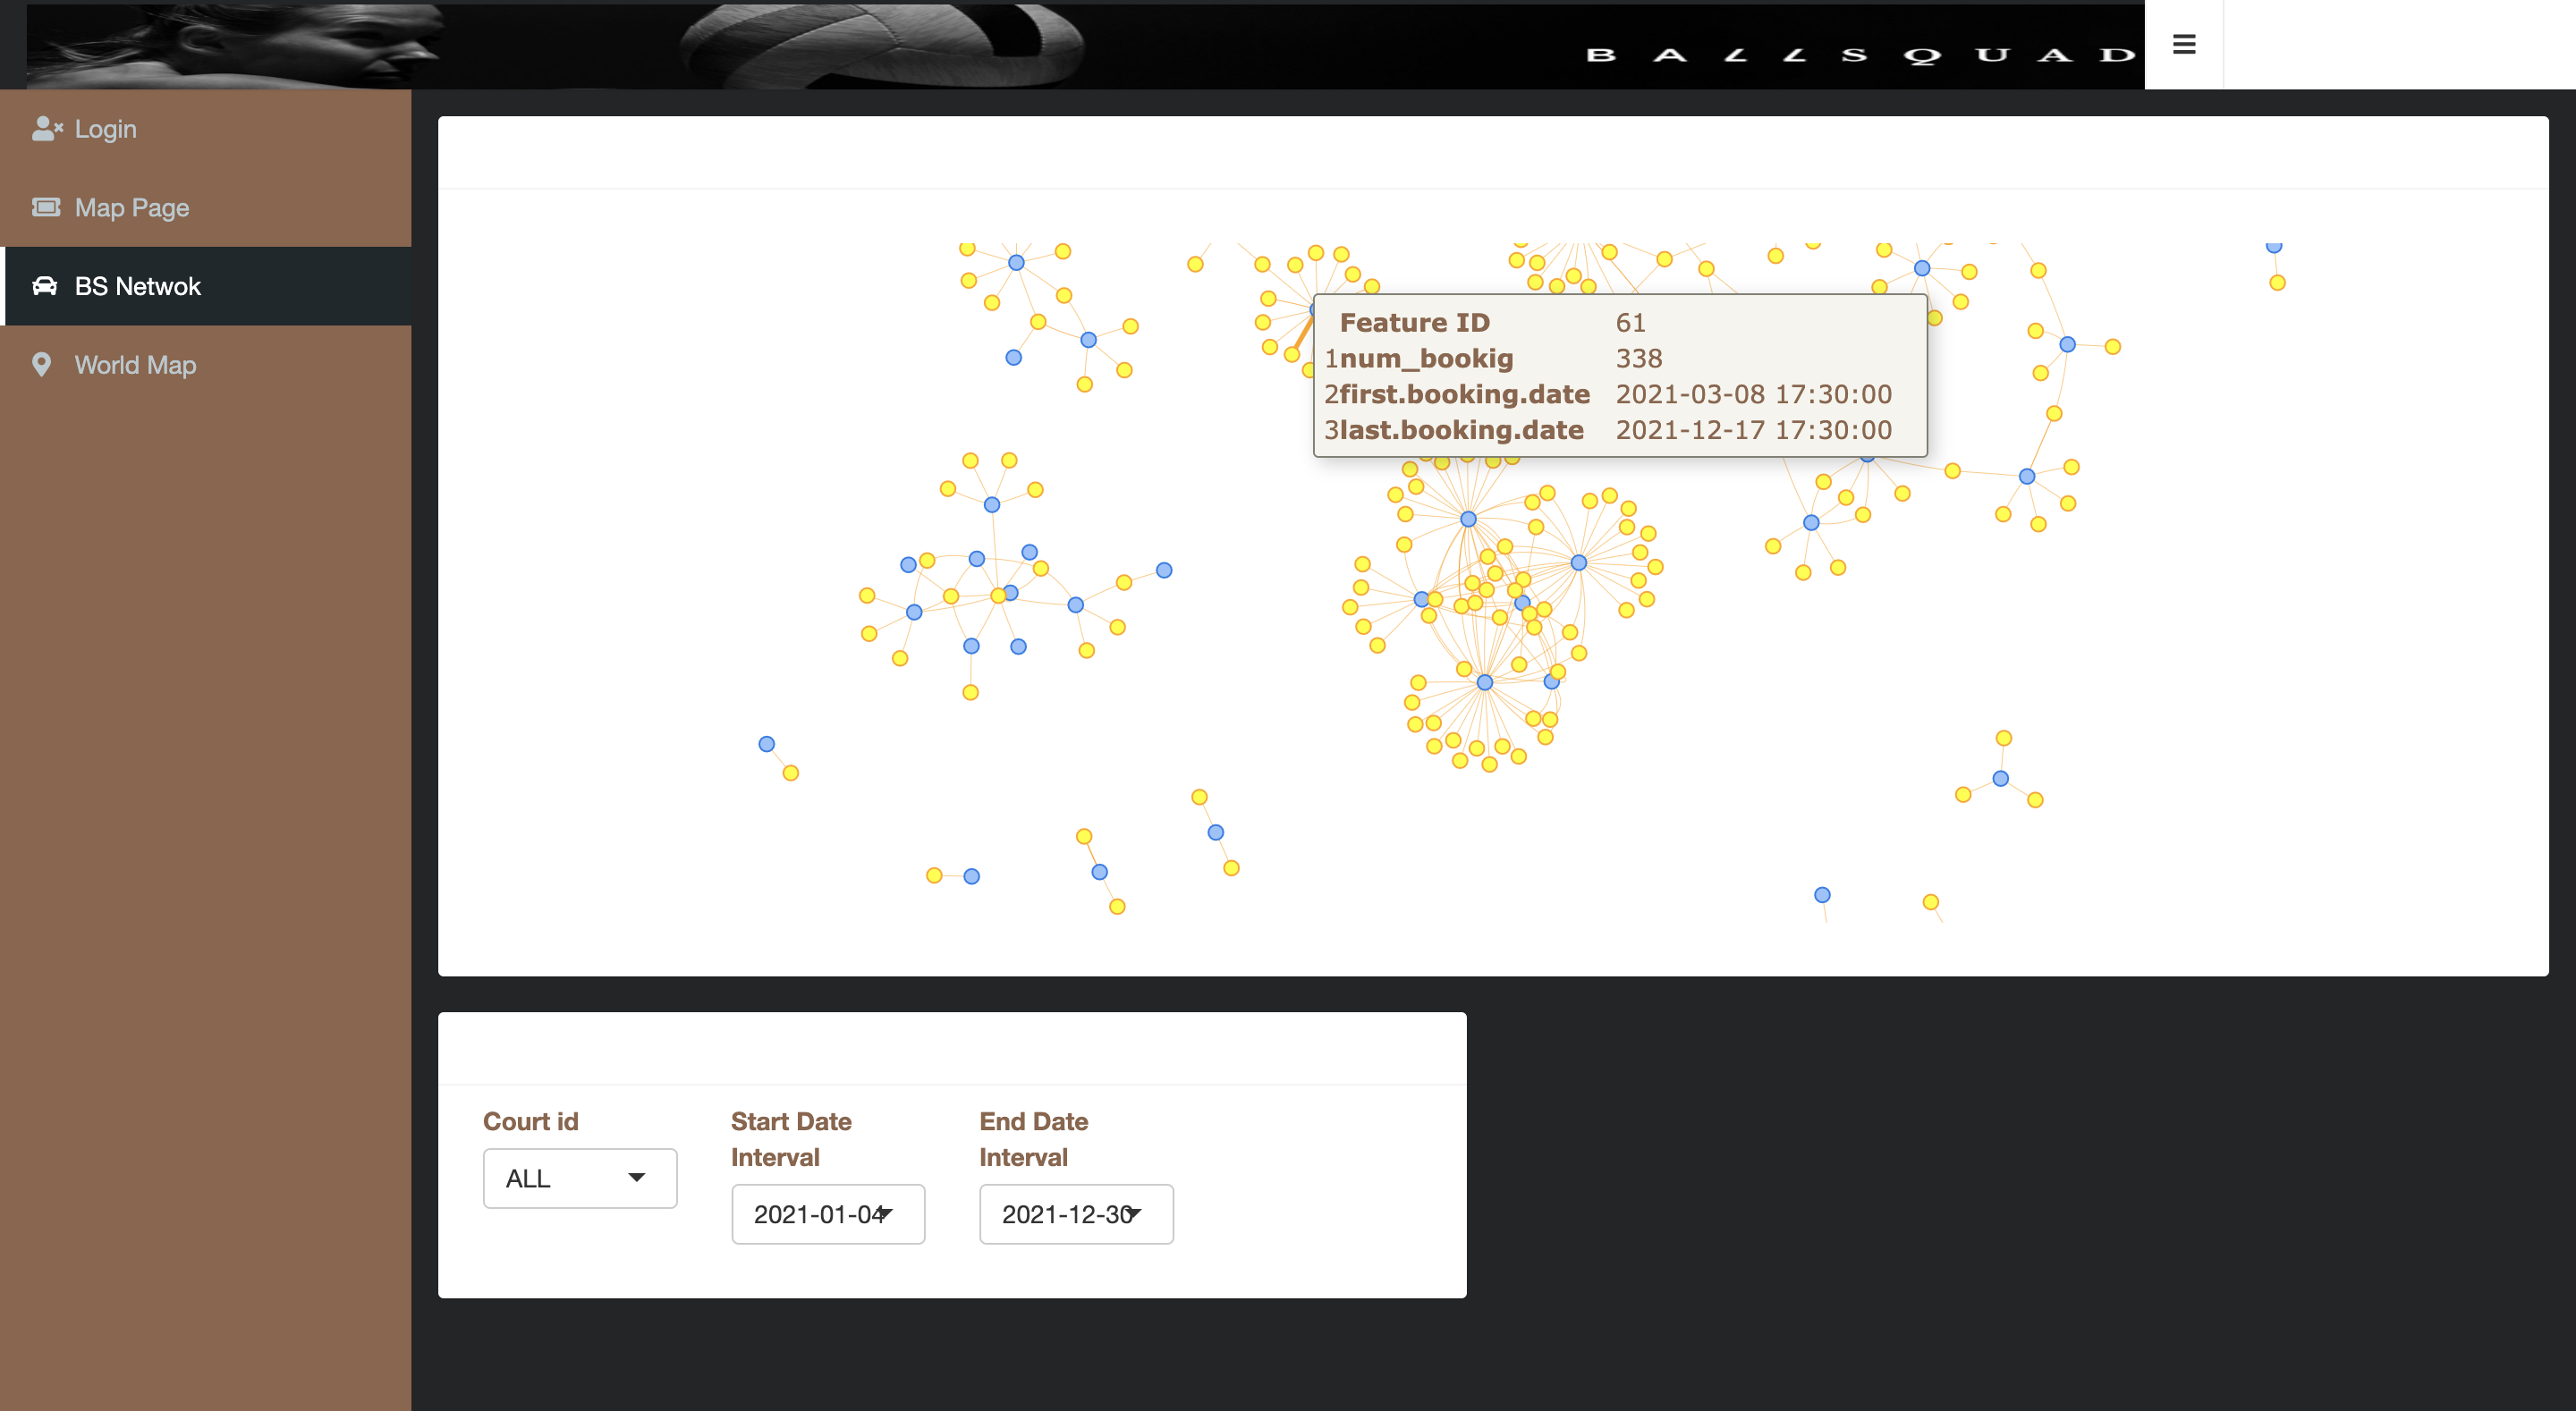 BALLSQUAD
Login
Map Page
BS Netwok
World Map
Feature ID 61
1num_bookig 338
2first.booking.date 2021-03-08 17:30:00
3last.booking.date 2021-12-17 17:30:00
Court id
ALL
Start Date
Interval
2021-01-04
End Date
Interval
2021-12-30